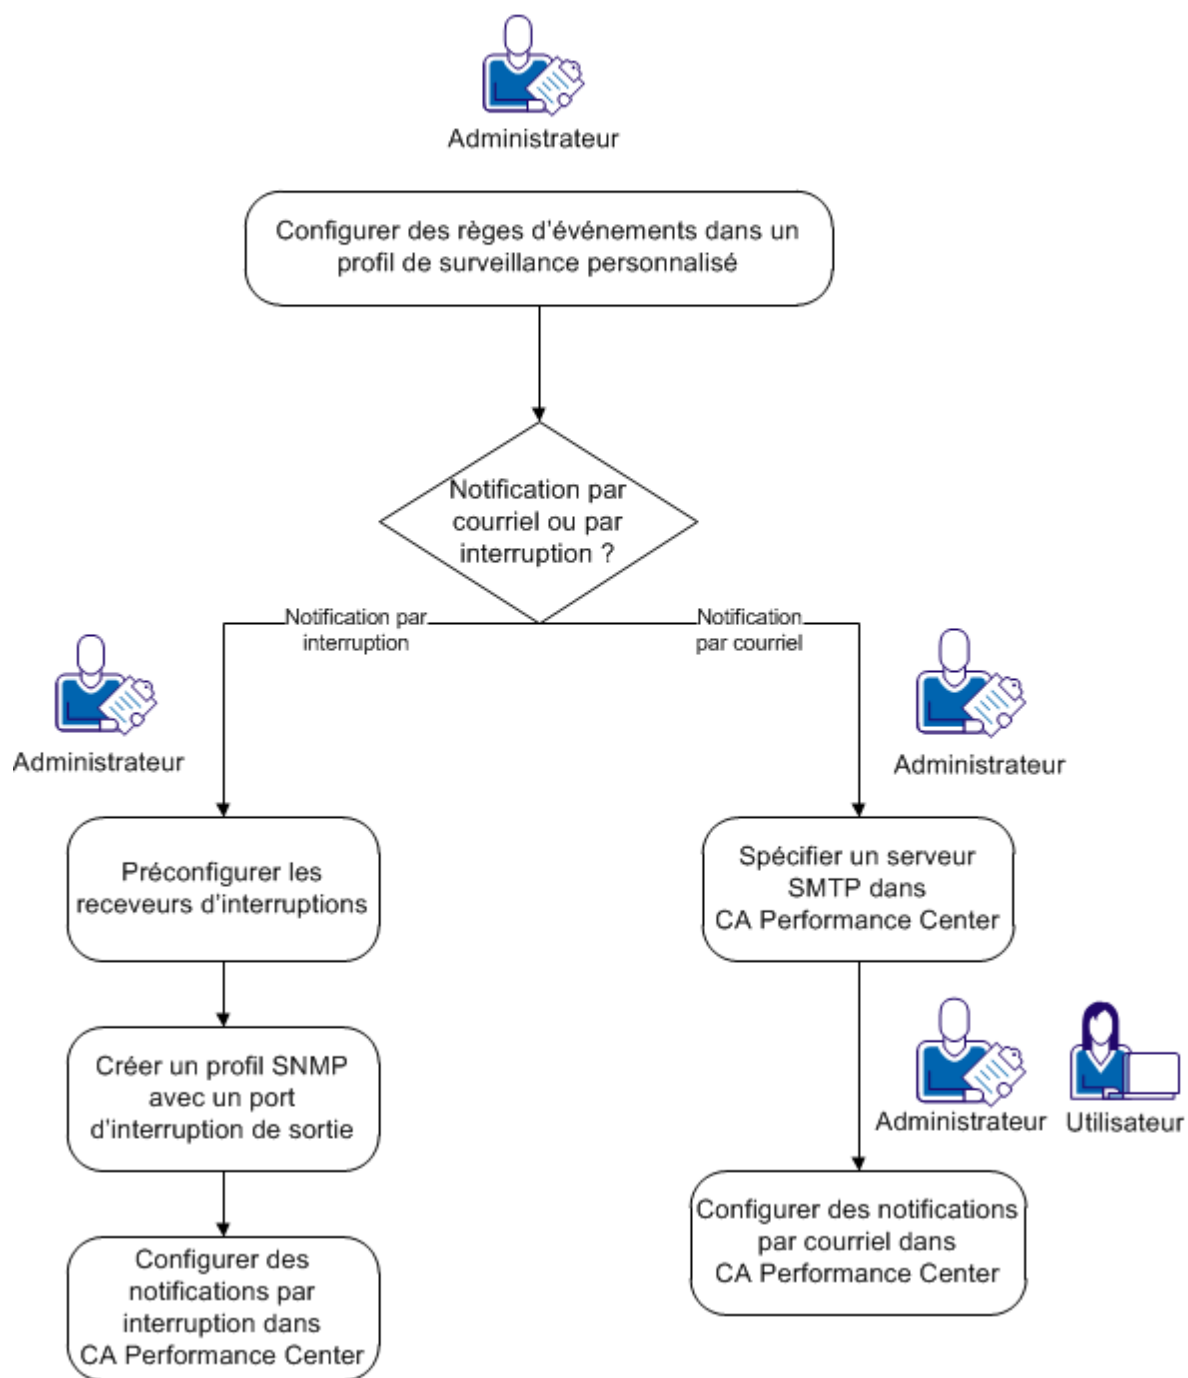 Administrateur
Configurer des règes d'événements dans un
profil de surveillance personnalisé
Notification par
courriel ou par
interruption ?
Notification par
interruption
Notification
par courriel
Administrateur
Administrateur
Préconfigurer les
receveurs d'interruptions
Spécifier un serveur
SMTP dans
CA Performance Center
Créer un profil SNMP
avec un port
d'interruption de sortie
Administrateur
Utilisateur
Configurer des
notifications par
interruption dans
CA Performance Center
Configurer des notifications
par courriel dans
CA Performance Center